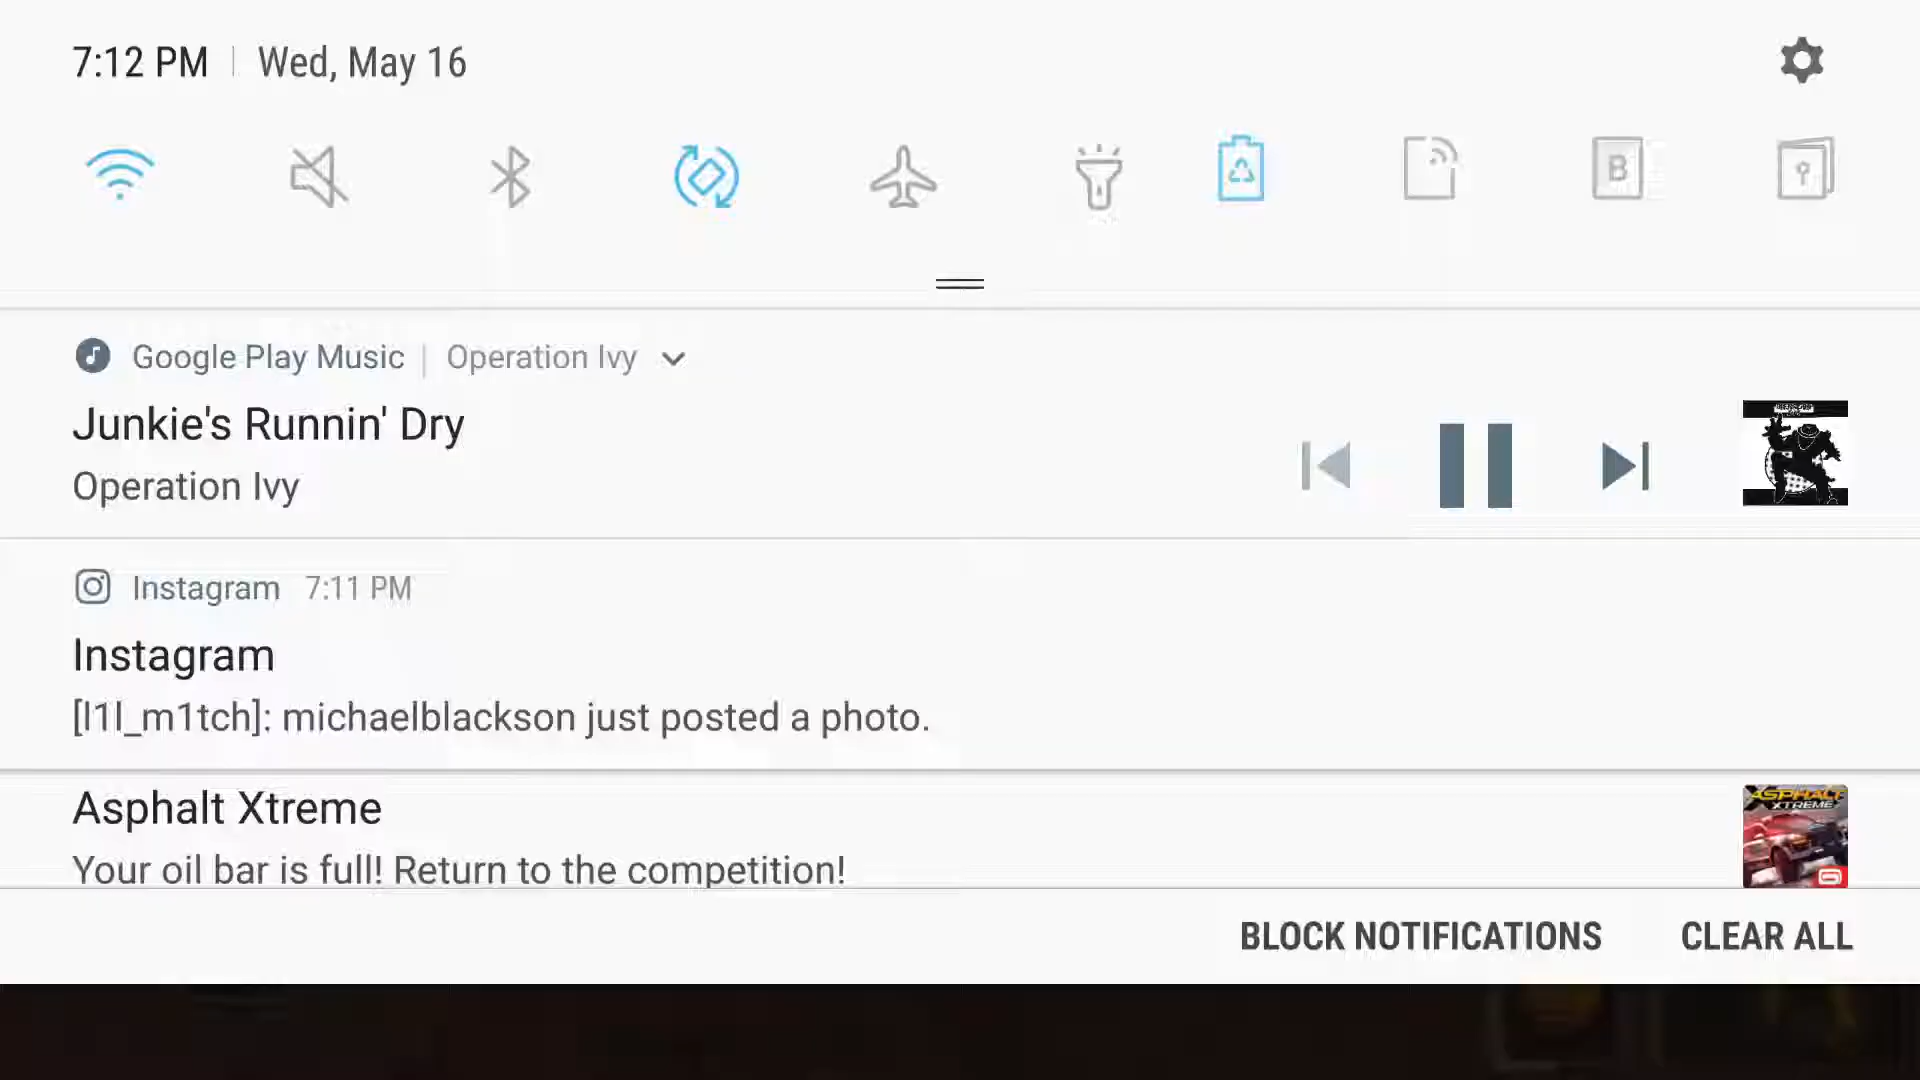 7:12 PM | Wed, May 16
B
Google Play Music | Operation Ivy
Junkie's Runnin' Dry
Operation Ivy
Instagram 7:11 PM
Instagram
[l1l_m1tch]: michaelblackson just posted a photo.
Asphalt Xtreme
ASPHALT
XTREME
Your oil bar is full! Return to the competition!
BLOCK NOTIFICATIONS CLEAR ALL